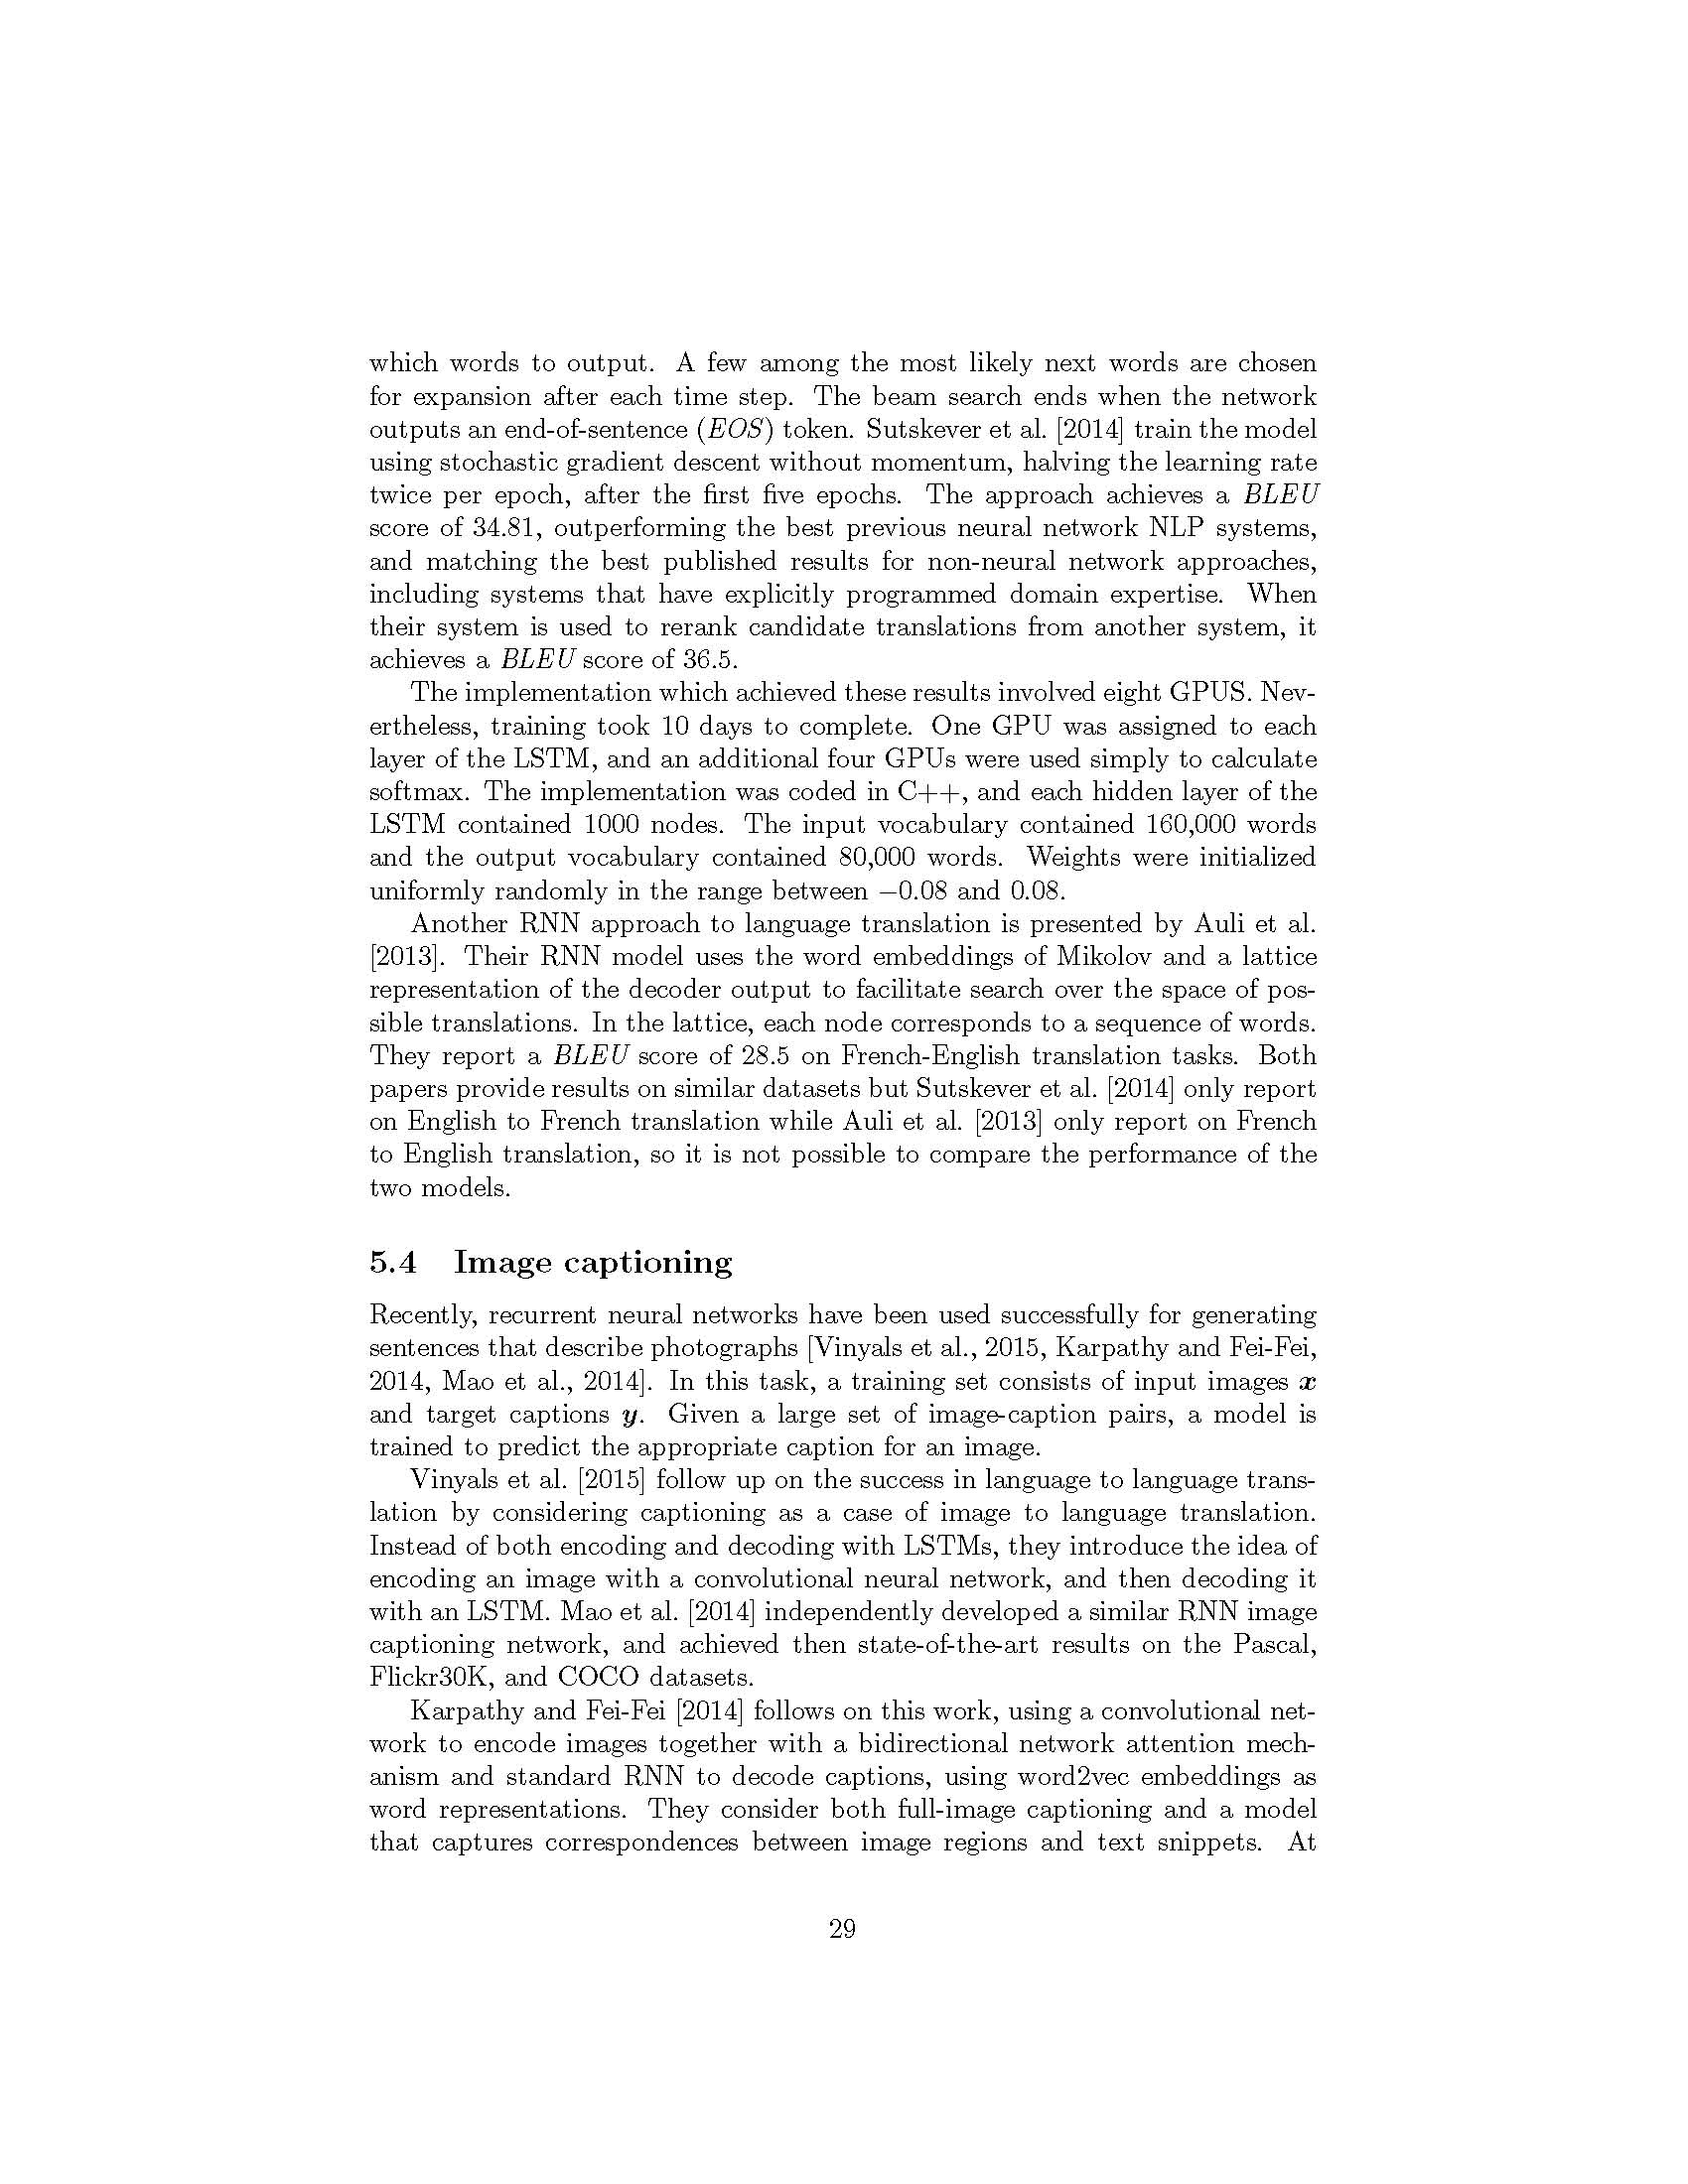 which words to output. A few among the most likely next words are chosen
for expansion after each time step. The beam search ends when the network
outputs an end-of-sentence (EOS) token. Sutskever et al. [2014] train the model
using stochastic gradient descent without momentum, halving the learning rate
twice per epoch, after the first five epochs. The approach achieves a BLEU
score of 34.81, outperforming the best previous neural network NLP systems,
and matching the best published results for non-neural network approaches,
including systems that have explicitly programmed domain expertise. When
their system is used to rerank candidate translations from another system, it
achieves a BLEU score of 36.5.
The implementation which achieved these results involved eight GPUS. Nev-
ertheless, training took 10 days to complete. One GPU was assigned to each
layer of the LSTM, and an additional four GPUs were used simply to calculate
softmax. The implementation was coded in C++, and each hidden layer of the
LSTM contained 1000 nodes. The input vocabulary contained 160,000 words
and the output vocabulary contained 80,000 words. Weights were initialized
uniformly randomly in the range between −0.08 and 0.08.
Another RNN approach to language translation is presented by Auli et al.
[2013]. Their RNN model uses the word embeddings of Mikolov and a lattice
representation of the decoder output to facilitate search over the space of pos-
sible translations. In the lattice, each node corresponds to a sequence of words.
They report a BLEU score of 28.5 on French-English translation tasks. Both
papers provide results on similar datasets but Sutskever et al. [2014] only report
on English to French translation while Auli et al. [2013] only report on French
to English translation, so it is not possible to compare the performance of the
two models.
5.4 Image captioning
Recently, recurrent neural networks have been used successfully for generating
sentences that describe photographs [Vinyals et al., 2015, Karpathy and Fei-Fei,
2014, Mao et al., 2014]. In this task, a training set consists of input images x
and target captions y. Given a large set of image-caption pairs, a model is
trained to predict the appropriate caption for an image.
Vinyals et al. [2015] follow up on the success in language to language trans-
lation by considering captioning as a case of image to language translation.
Instead of both encoding and decoding with LSTMs, they introduce the idea of
encoding an image with a convolutional neural network, and then decoding it
with an LSTM. Mao et al. [2014] independently developed a similar RNN image
captioning network, and achieved then state-of-the-art results on the Pascal,
Flickr30K, and COCO datasets.
Karpathy and Fei-Fei [2014] follows on this work, using a convolutional net-
work to encode images together with a bidirectional network attention mech-
anism and standard RNN to decode captions, using word2vec embeddings as
word representations. They consider both full-image captioning and a model
that captures correspondences between image regions and text snippets. At
29